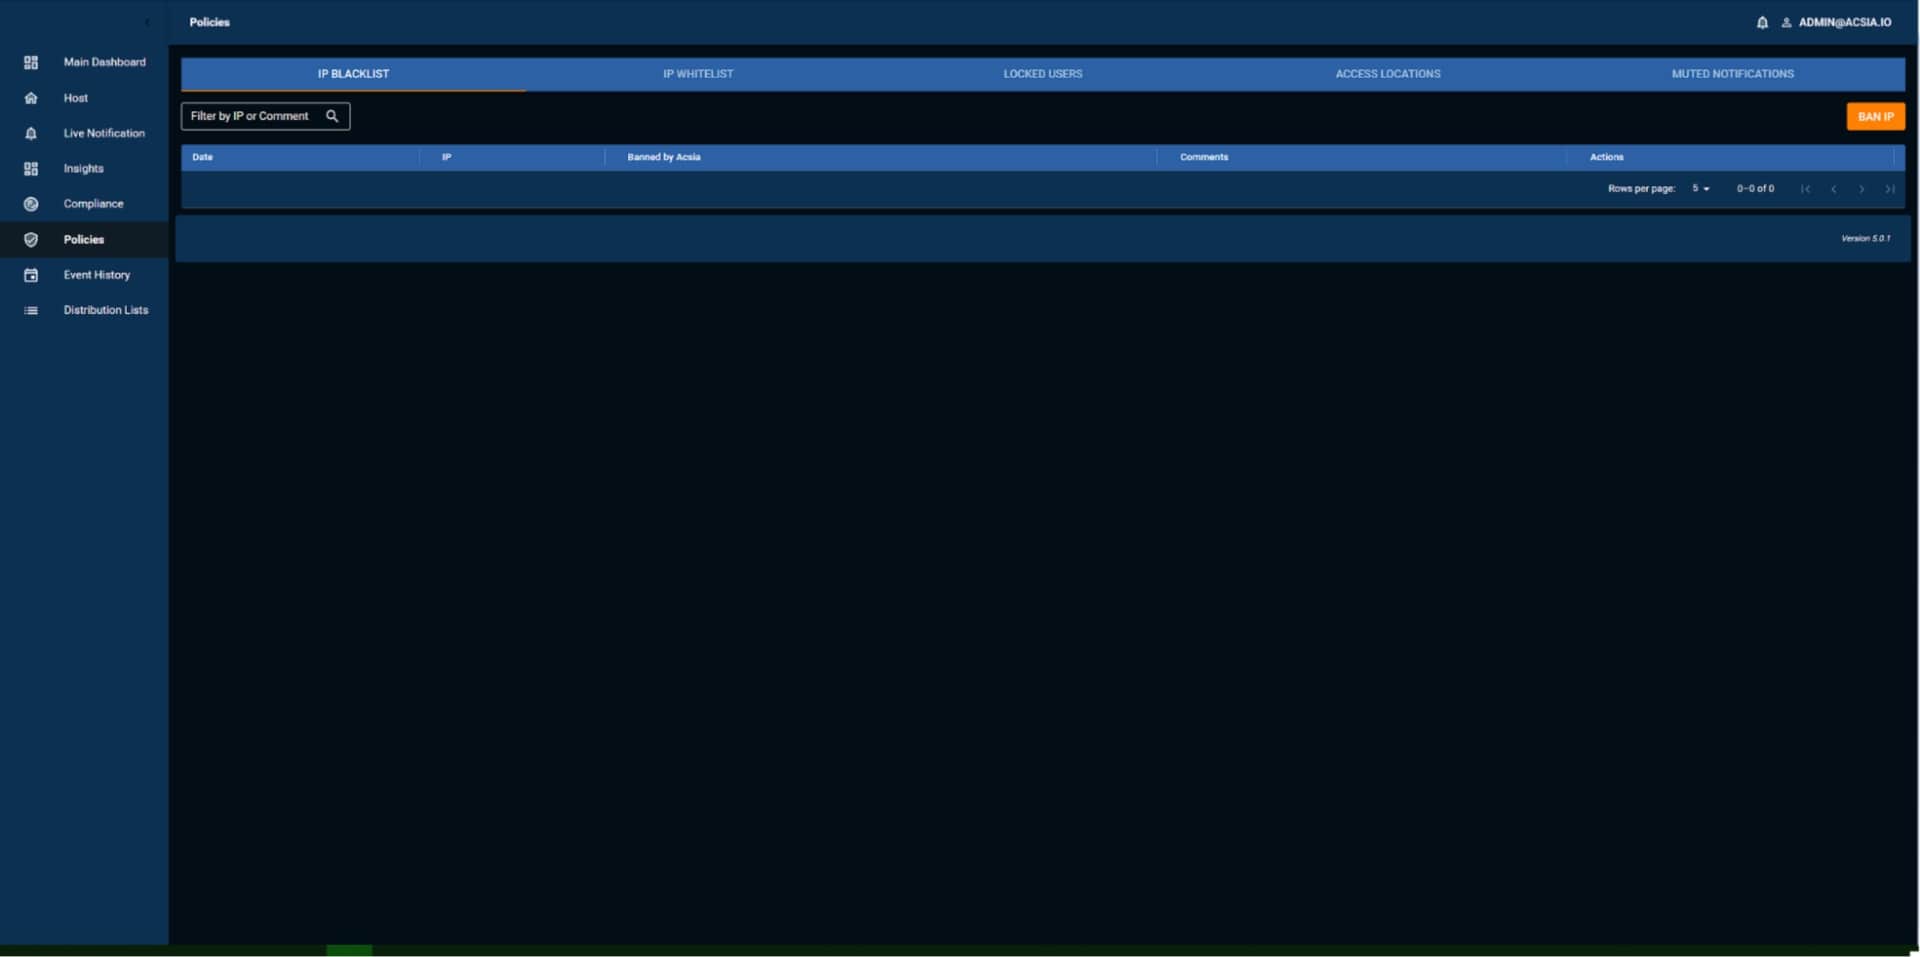 Policies
ADMIN@ACSIA.IO
Main Dashboard
Host
Live Notification
Insights
Compliance
Policies
Event History
Distribution Lists
IP BLACKLIST
IP WHITELIST
LOCKED USERS
ACCESS LOCATIONS
MUTED NOTIFICATIONS
Filter by IP or Comment
BAN IP
Date
IP
Banned by Acsia
Comments
Actions
Rows per page: 5 0-0 of 0
Version 5.0.1